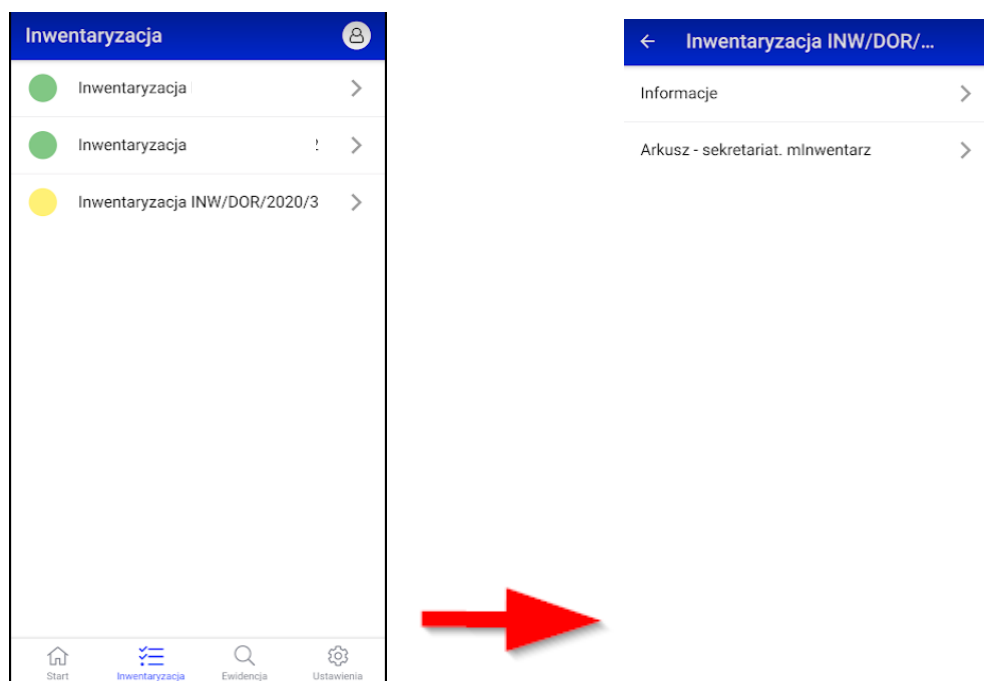 Inwentaryzacja
Inwentaryzacja
Inwentaryzacja
Inwentaryzacja INW/DOR/2020/3
Start
Inwentaryzacja
Ewidencja
Ustawienia
Inwentaryzacja INW/DOR/...
Informacje
Arkusz - sekretariat. mInwentarz